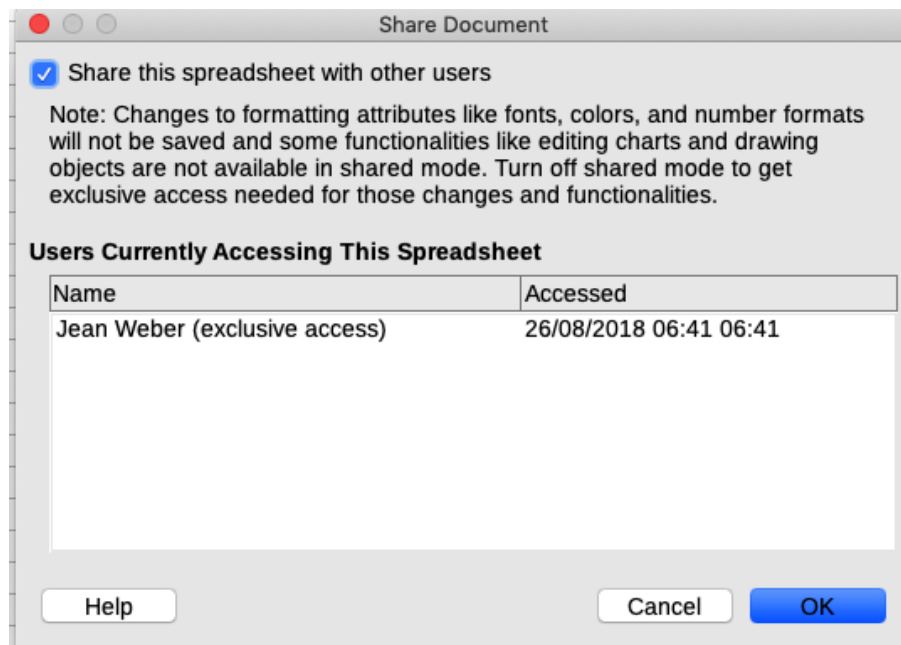 Share Document
Share this spreadsheet with other users
Note: Changes to formatting attributes like fonts, colors, and number formats
will not be saved and some functionalities like editing charts and drawing
objects are not available in shared mode. Turn off shared mode to get
exclusive access needed for those changes and functionalities.
Users Currently Accessing This Spreadsheet
Name Accessed
Jean Weber (exclusive access) 26/08/2018 06:41 06:41
Help Cancel OK